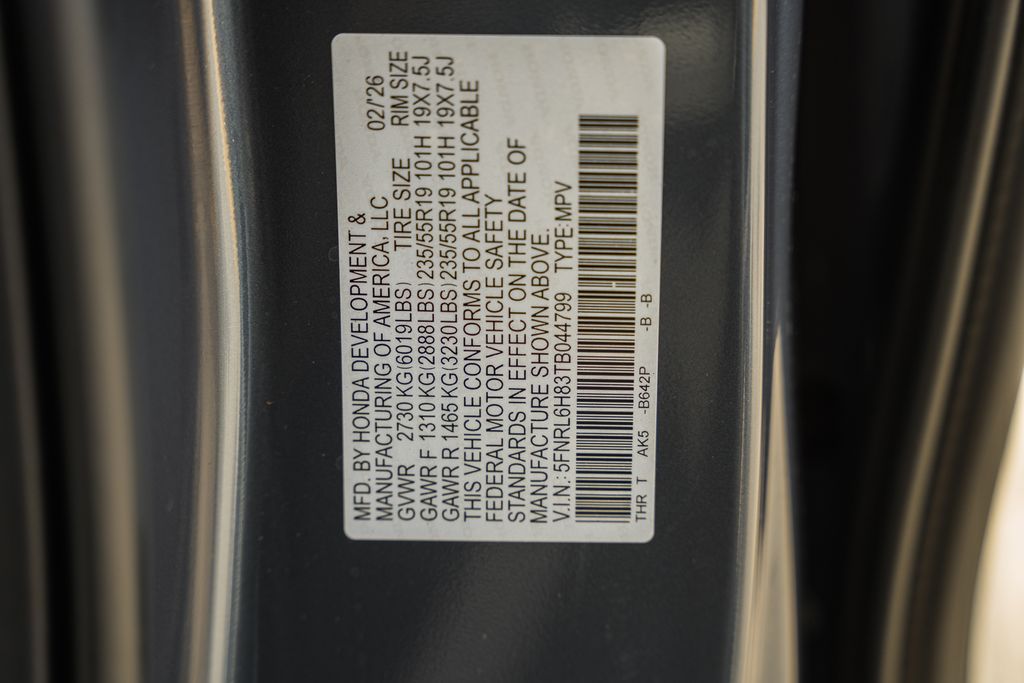 MFD. BY HONDA DEVELOPMENT &
MANUFACTURING OF AMERICA, LLC 02/'26
GVWR 2730 KG(6019LBS) TIRE SIZE RIM SIZE
GAWR F 1310 KG(2888LBS) 235/55R19 101H 19X7.5J
GAWR R 1465 KG(3230LBS) 235/55R19 101H 19X7.5J
THIS VEHICLE CONFORMS TO ALL APPLICABLE
FEDERAL MOTOR VEHICLE SAFETY
STANDARDS IN EFFECT ON THE DATE OF
MANUFACTURE SHOWN ABOVE.
V.I.N.:5FNRL6H83TB044799 TYPE:MPV
THR T AK5 -B642P -B -B